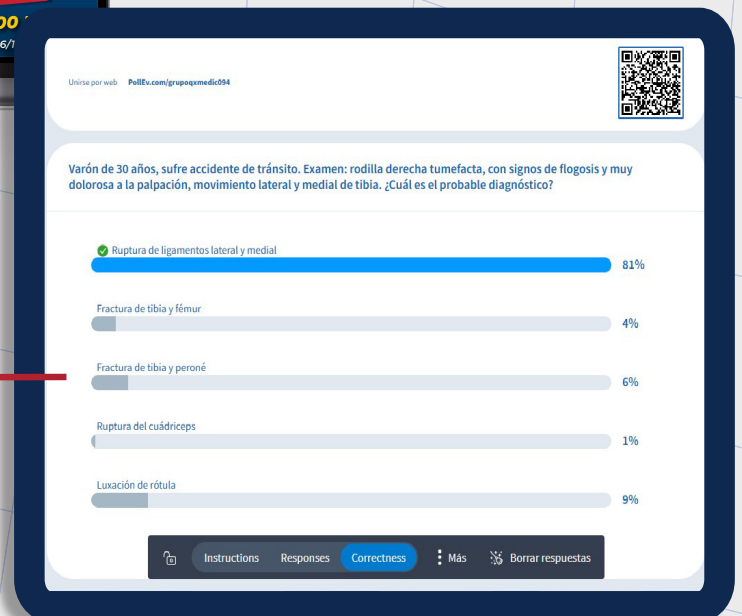 00
6/1
Unirse por web PollEv.com/grupoqxmedic094
Varón de 30 años, sufre accidente de tránsito. Examen: rodilla derecha tumefacta, con signos de flogosis y muy
dolorosa a la palpación, movimiento lateral y medial de tibia. ¿Cuál es el probable diagnóstico?
Ruptura de ligamentos lateral y medial
81%
Fractura de tibia y fémur
4%
Fractura de tibia y peroné
6%
Ruptura del cuádriceps
1%
Luxación de rótula
9%
Instructions Responses Correctness Más Borrar respuestas